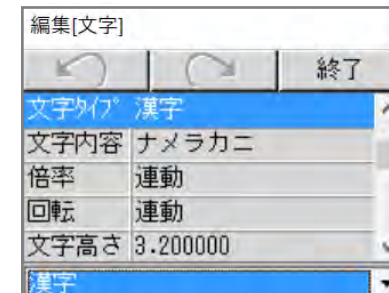 編集[文字]
終了
文字ﾀｲﾌﾟ 漢字
文字内容 ナメラカニ
倍率 連動
回転 連動
文字高さ 3.200000
漢字